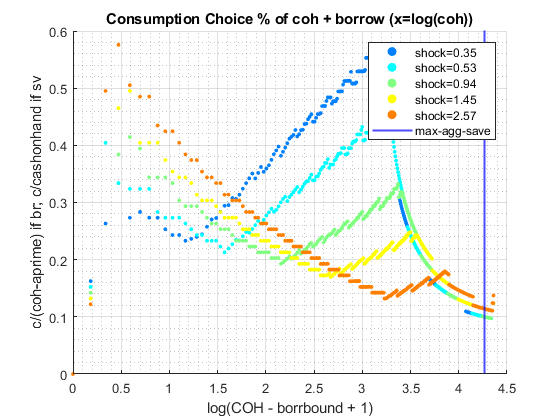 Consumption Choice % of coh + borrow (x=log(coh))
c/(coh-aprime) if br, c/cashonhand if sv
0.6
0.5
0.4
0.3
0.2
0.1
0
shock=0.35
shock=0.53
shock=0.94
shock=1.45
shock=2.57
max-agg-save
0 0.5 1 1.5 2 2.5 3 3.5 4 4.5
log(COH - borrbound + 1)